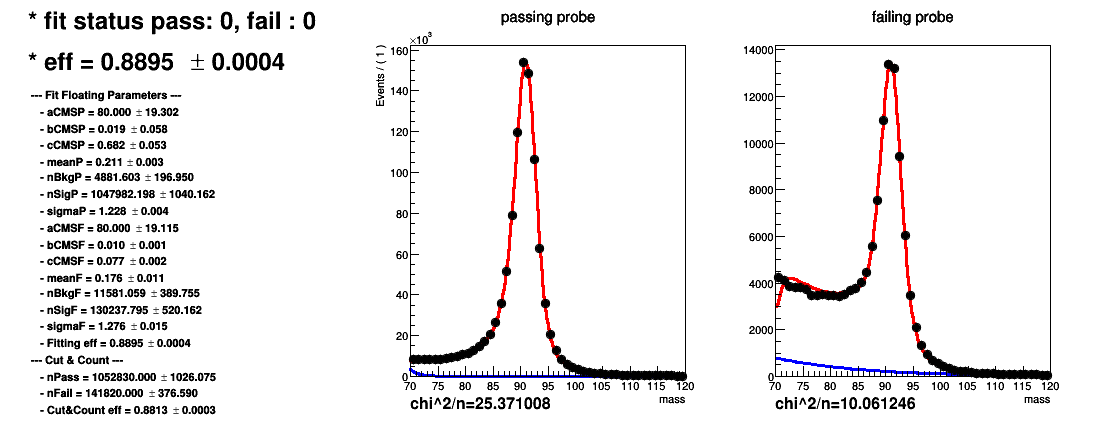 * fit status pass: 0, fail : 0
* eff = 0.8895 ± 0.0004
--- Fit Floating Parameters ---
- aCMSP = 80.000 ± 19.302
- bCMSP = 0.019 ± 0.058
- cCMSP = 0.682 ± 0.053
- meanP = 0.211 ± 0.003
- nBkgP = 4881.603 ± 196.950
- nSigP = 1047982.198 ± 1040.162
- sigmaP = 1.228 ± 0.004
- aCMSF = 80.000 ± 19.115
- bCMSF = 0.010 ± 0.001
- cCMSF = 0.077 ± 0.002
- meanF = 0.176 ± 0.011
- nBkgF = 11581.059 ± 389.755
- nSigF = 130237.795 ± 520.162
- sigmaF = 1.276 ± 0.015
- Fitting eff = 0.8895 ± 0.0004
--- Cut & Count ---
- nPass = 1052830.000 ± 1026.075
- nFail = 141820.000 ± 376.590
- Cut&Count eff = 0.8813 ± 0.0003
passing probe
×10³
Events / ( 1 )
160
140
120
100
80
60
40
20
0
70 75 80 85 90 95 100 105 110 115 120
mass
chi^2/n=25.371008
failing probe
14000
12000
10000
8000
6000
4000
2000
0
70 75 80 85 90 95 100 105 110 115 120
mass
chi^2/n=10.061246